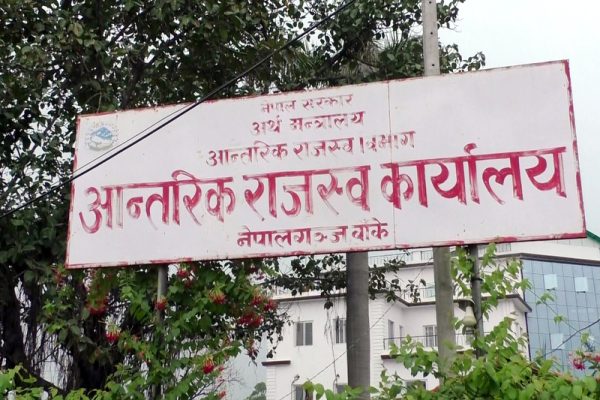 नेपाल सरकार
अर्थ मन्त्रालय
आन्तरिक राजस्व विभाग
आन्तरिक राजस्व कार्यालय
नेपालगञ्ज बाँके